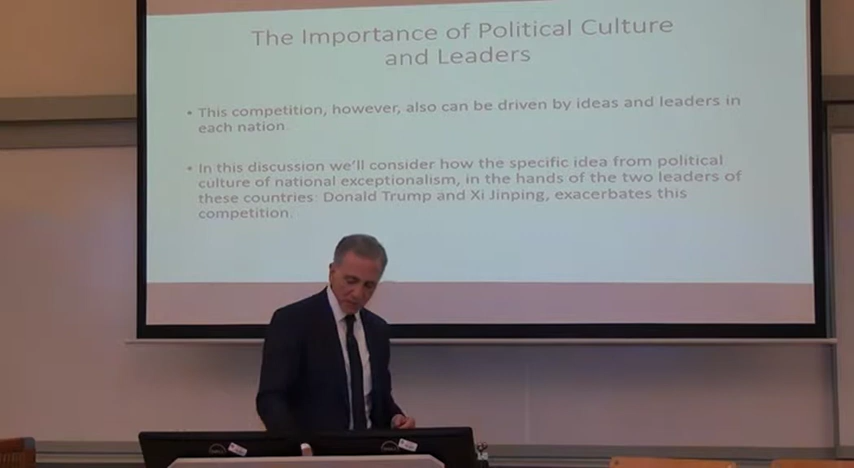 The Importance of Political Culture
and Leaders
• This competition, however, also can be driven by ideas and leaders in
each nation.
• In this discussion we'll consider how the specific idea from political
culture of national exceptionalism, in the hands of the two leaders of
these countries: Donald Trump and Xi Jinping, exacerbates this
competition.